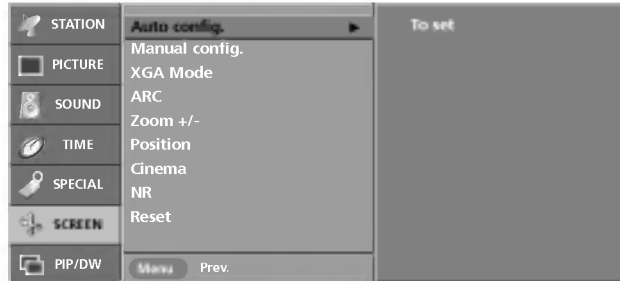 STATION
PICTURE
SOUND
TIME
SPECIAL
SCREEN
PIP/DW
Auto config.
Manual config.
XGA Mode
ARC
Zoom +/-
Position
Cinema
NR
Reset
Menu Prev.
To set